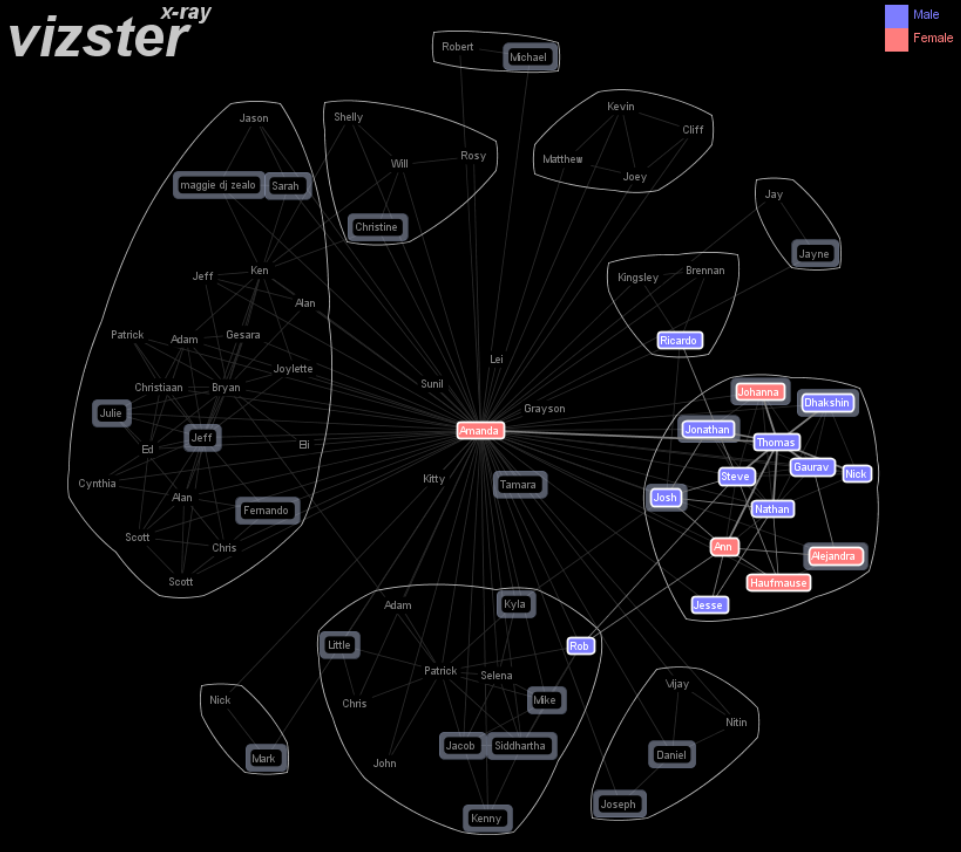 x-ray
vizster
Male
Female
Robert
Michael
Jason
Shelly
Will
Rosy
Kevin
Cliff
Matthew
Joey
maggie dj zealo
Sarah
Christine
Jay
Jayne
Jeff
Ken
Alan
Kingsley
Brennan
Ricardo
Patrick
Adam
Gesara
Joylette
Christiaan
Bryan
Julie
Jeff
Ed
Eli
Cynthia
Alan
Fernando
Scott
Chris
Scott
Lei
Sunil
Grayson
Amanda
Kitty
Tamara
Johanna
Dhakshin
Jonathan
Thomas
Gaurav
Nick
Steve
Josh
Nathan
Ann
Alejandra
Haufmause
Jesse
Adam
Kyla
Little
Rob
Patrick
Selena
Chris
Mike
Jacob
Siddhartha
John
Kenny
Nick
Mark
Vijay
Nitin
Daniel
Joseph